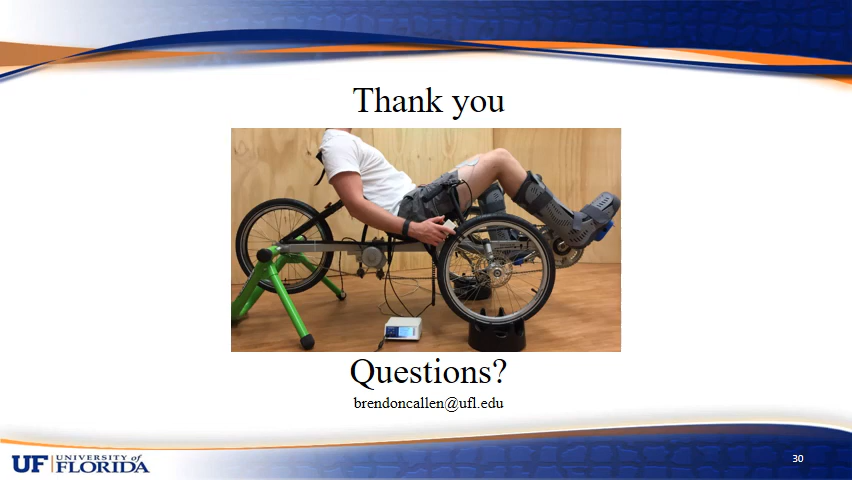 Thank you
Questions?
brendoncallen@ufl.edu
UF UNIVERSITY of FLORIDA
30